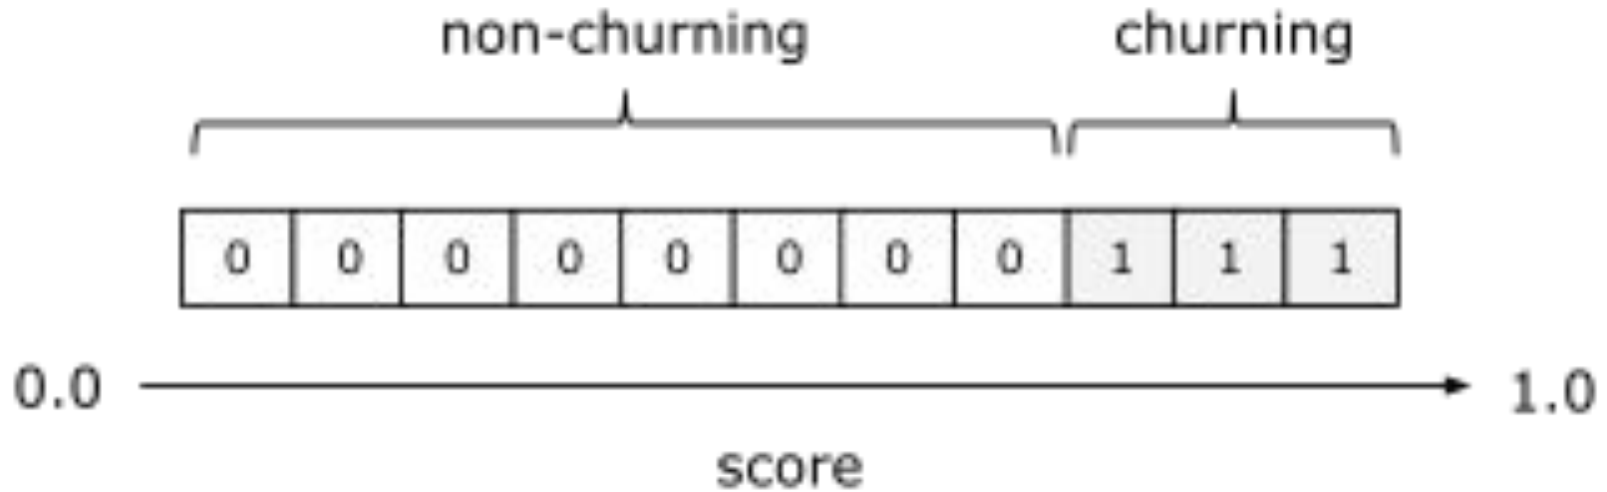 non-churning churning
0 0 0 0 0 0 0 0 1 1 1
0.0 1.0
score